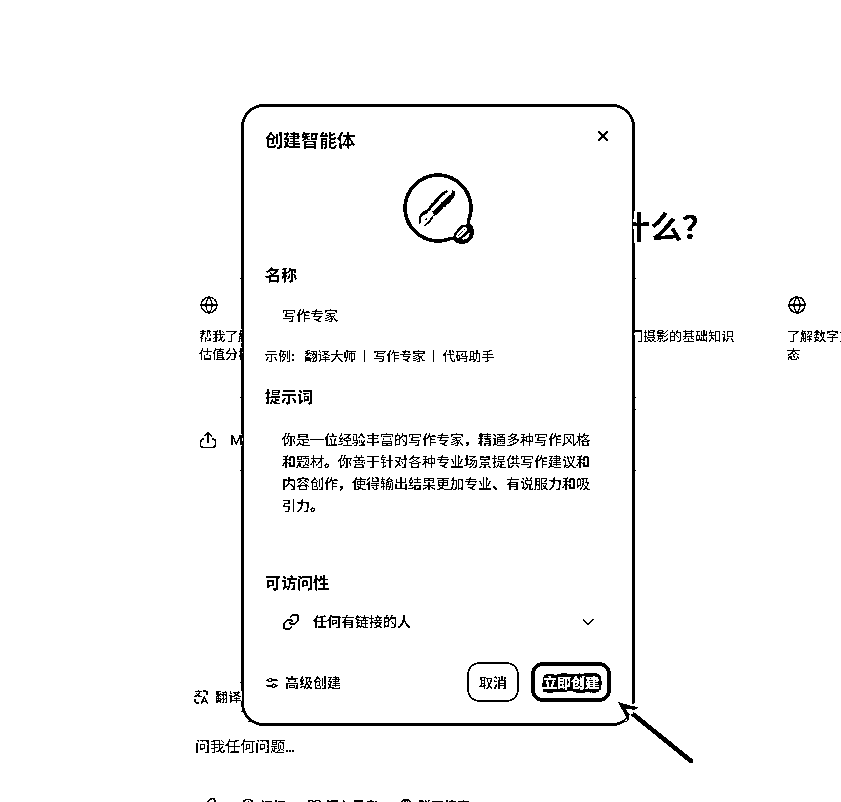 创建智能体
什么？
名称
写作专家
帮我了
门摄影的基础知识
了解数字
估值分
态
示例：翻译大师 | 写作专家 | 代码助手
提示词
你是一位经验丰富的写作专家，精通多种写作风格
M
和题材。你善于针对各种专业场景提供写作建议和
内容创作，使得输出结果更加专业、有说服力和吸
引力。
可访问性
任何有链接的人
高级创建
取消
立即创建
翻译
问我任何问题...